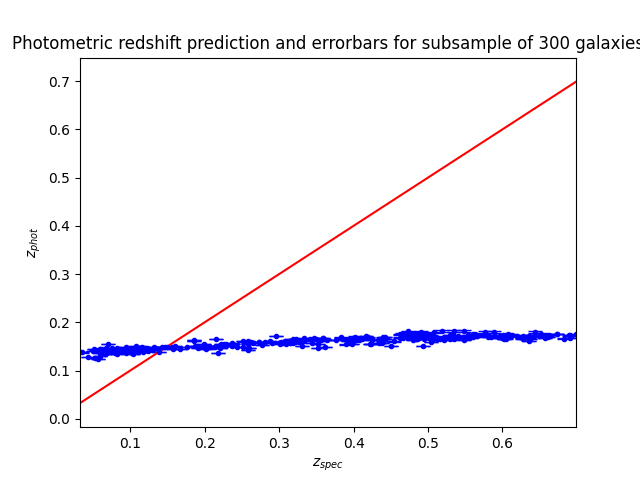 Photometric redshift prediction and errorbars for subsample of 300 galaxies
0.7
0.6
0.5
0.4
0.3
0.2
0.1
0.0
z_phot
0.1 0.2 0.3 0.4 0.5 0.6
z_spec